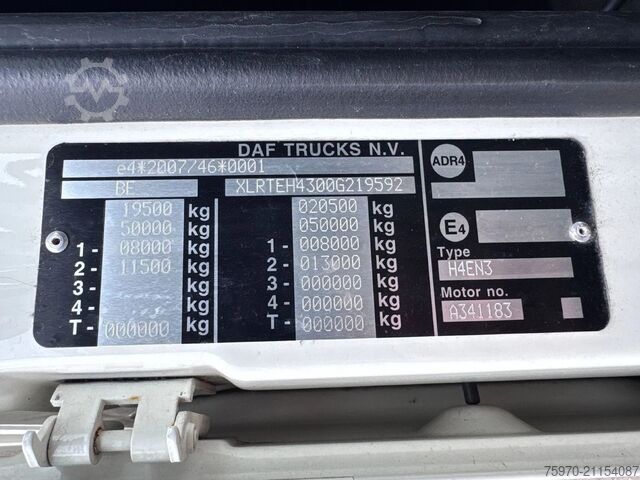 DAF TRUCKS N.V.
e4*2007/46*0001
BE XLRTEH4300G219592
19500 kg 020500 kg
50000 kg 050000 kg
1- 08000 kg 1- 008000 kg
2- 11500 kg 2- 013000 kg
3- kg 3- 000000 kg
4- kg 4- 000000 kg
T- 000000 kg T- 000000 kg
ADR4
E4
Type
H4EN3
Motor no.
A341183
75970-21154087